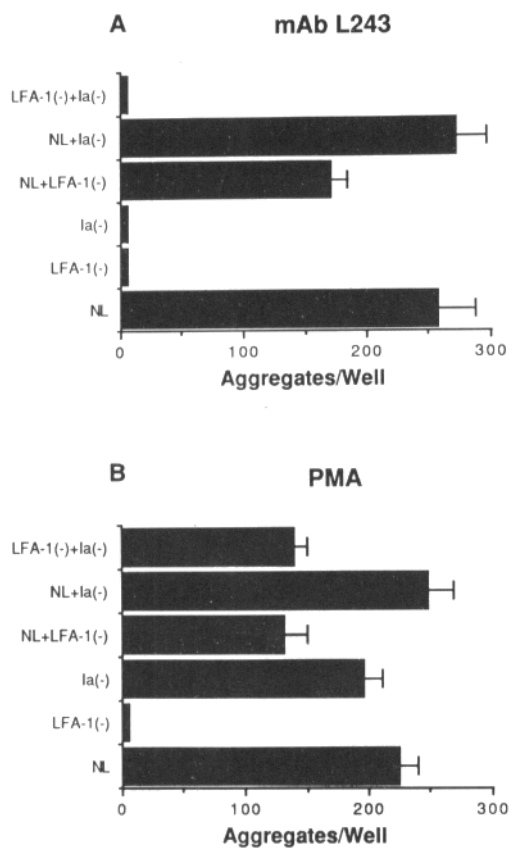 A mAb L243
LFA-1(-)+Ia(-)
NL+Ia(-)
NL+LFA-1(-)
Ia(-)
LFA-1(-)
NL
0 100 200 300
Aggregates/Well
B PMA
LFA-1(-)+Ia(-)
NL+Ia(-)
NL+LFA-1(-)
Ia(-)
LFA-1(-)
NL
0 100 200 300
Aggregates/Well